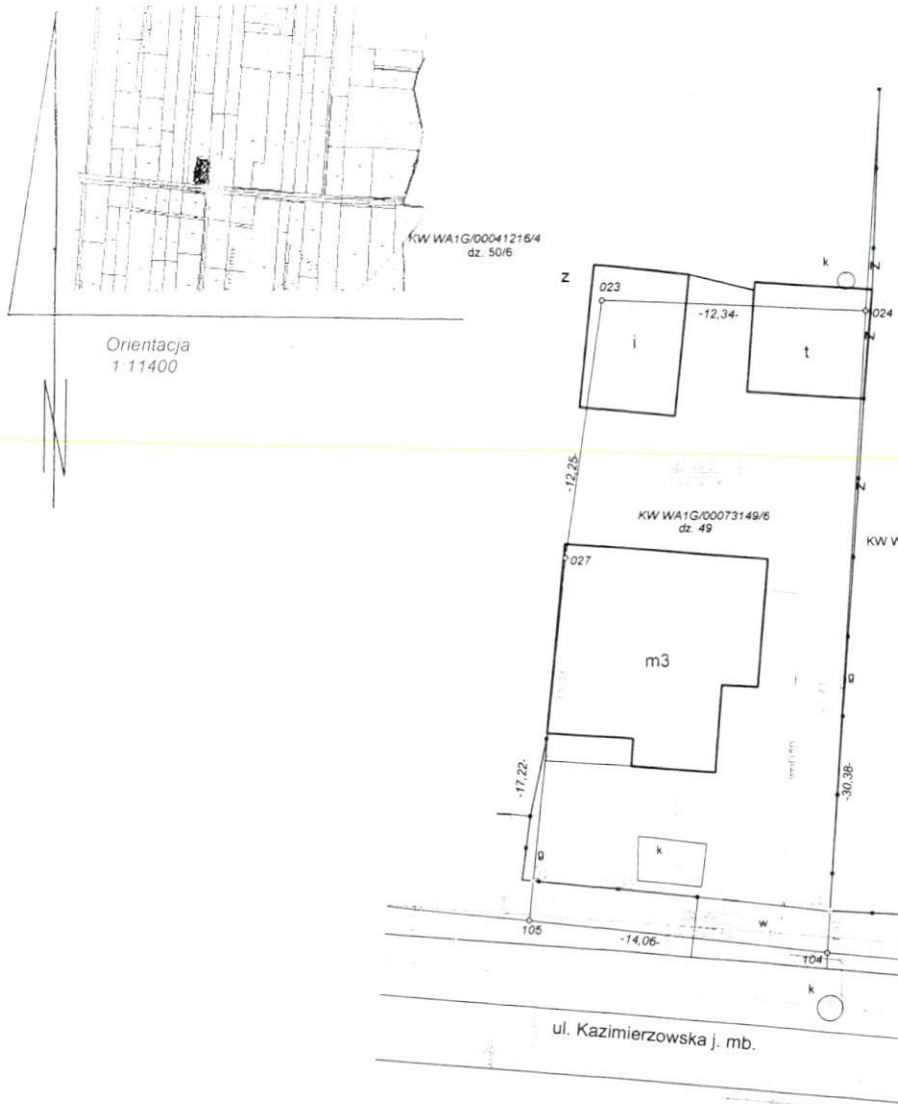 KW WA1G/00041216/4
dz. 50/6
Orientacja
1:11400
z
023
k
z
-12,34-
024
i
t
z
-12,25-
z
KW WA1G/00073149/6
dz. 49
KW W
027
m3
g
-17,22-
-30,38-
k
g
w
105
-14,06-
104
k
ul. Kazimierzowska j. mb.